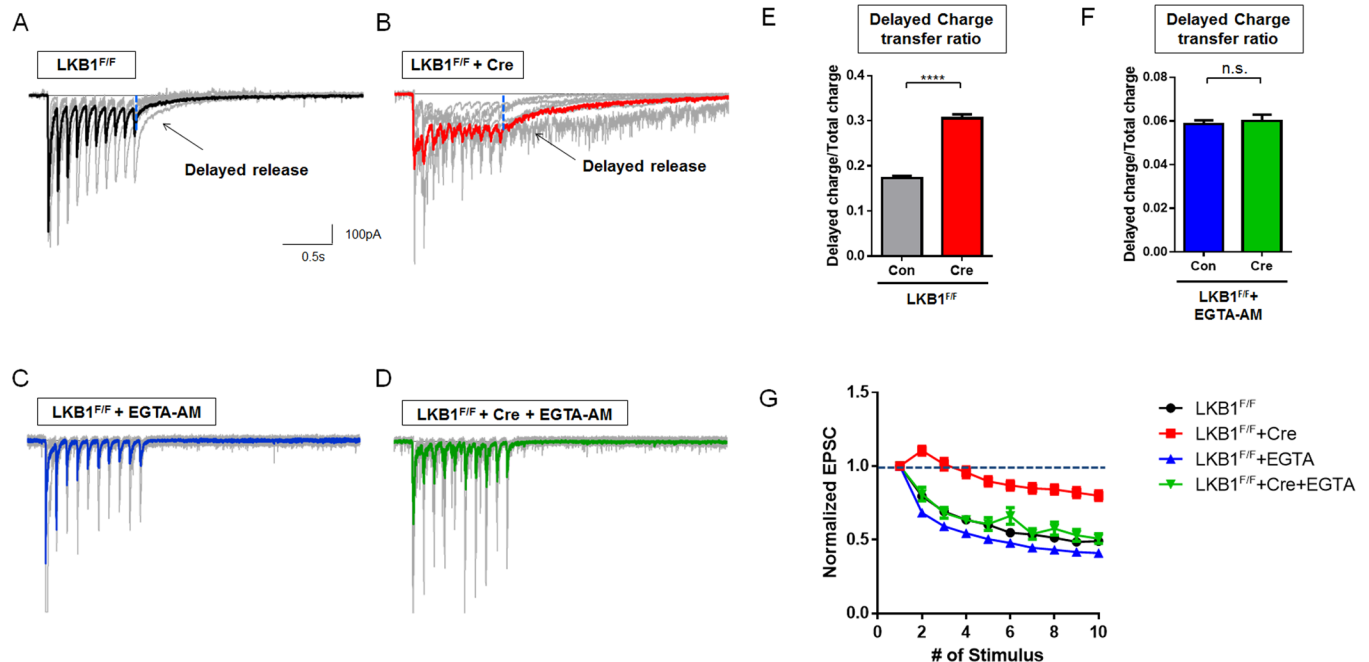 A
LKB1F/F
Delayed release
100pA
0.5s
B
LKB1F/F + Cre
Delayed release
C
LKB1F/F + EGTA-AM
D
LKB1F/F + Cre + EGTA-AM
E
Delayed Charge
transfer ratio
****
Delayed charge/Total charge
0.4
0.3
0.2
0.1
0.0
Con
Cre
LKB1F/F
F
Delayed Charge
transfer ratio
n.s.
Delayed charge/Total charge
0.08
0.06
0.04
0.02
0.00
Con
Cre
LKB1F/F+
EGTA-AM
G
Normalized EPSC
1.5
1.0
0.5
0.0
0
2
4
6
8
10
# of Stimulus
LKB1F/F
LKB1F/F+Cre
LKB1F/F+EGTA
LKB1F/F+Cre+EGTA